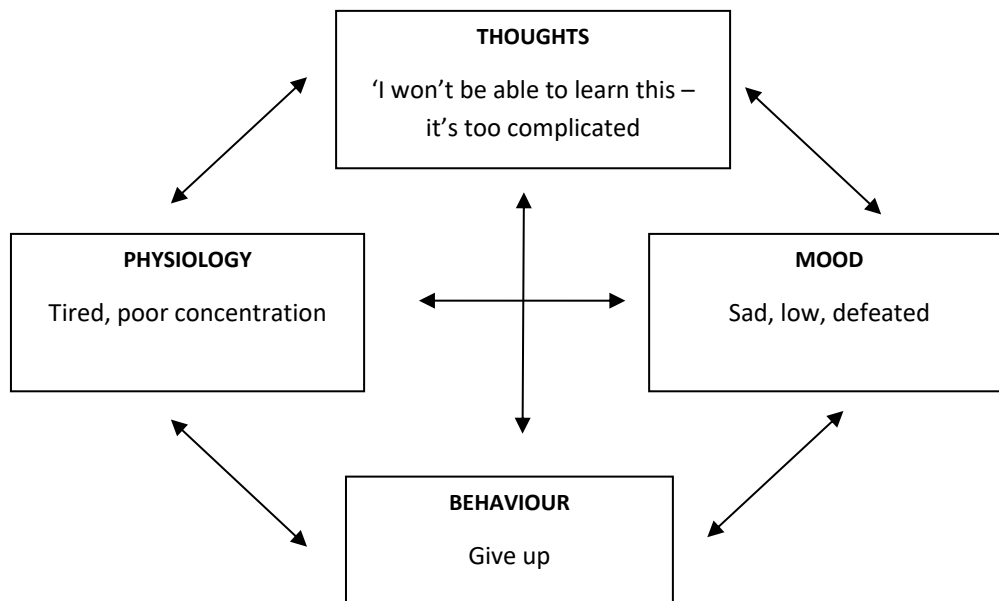 THOUGHTS
‘I won’t be able to learn this –
it’s too complicated
PHYSIOLOGY
Tired, poor concentration
MOOD
Sad, low, defeated
BEHAVIOUR
Give up